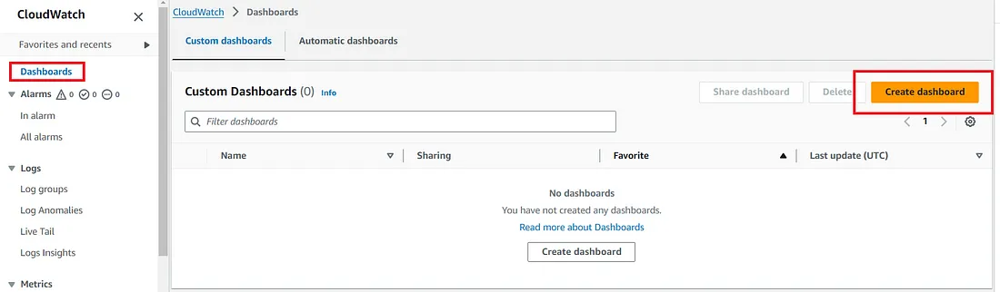 CloudWatch
Favorites and recents
Dashboards
Alarms 0 0 0
In alarm
All alarms
Logs
Log groups
Log Anomalies
Live Tail
Logs Insights
Metrics
CloudWatch > Dashboards
Custom dashboards Automatic dashboards
Custom Dashboards (0) Info
Share dashboard Delete Create dashboard
Filter dashboards
1
Name Sharing Favorite Last update (UTC)
No dashboards
You have not created any dashboards.
Read more about Dashboards
Create dashboard